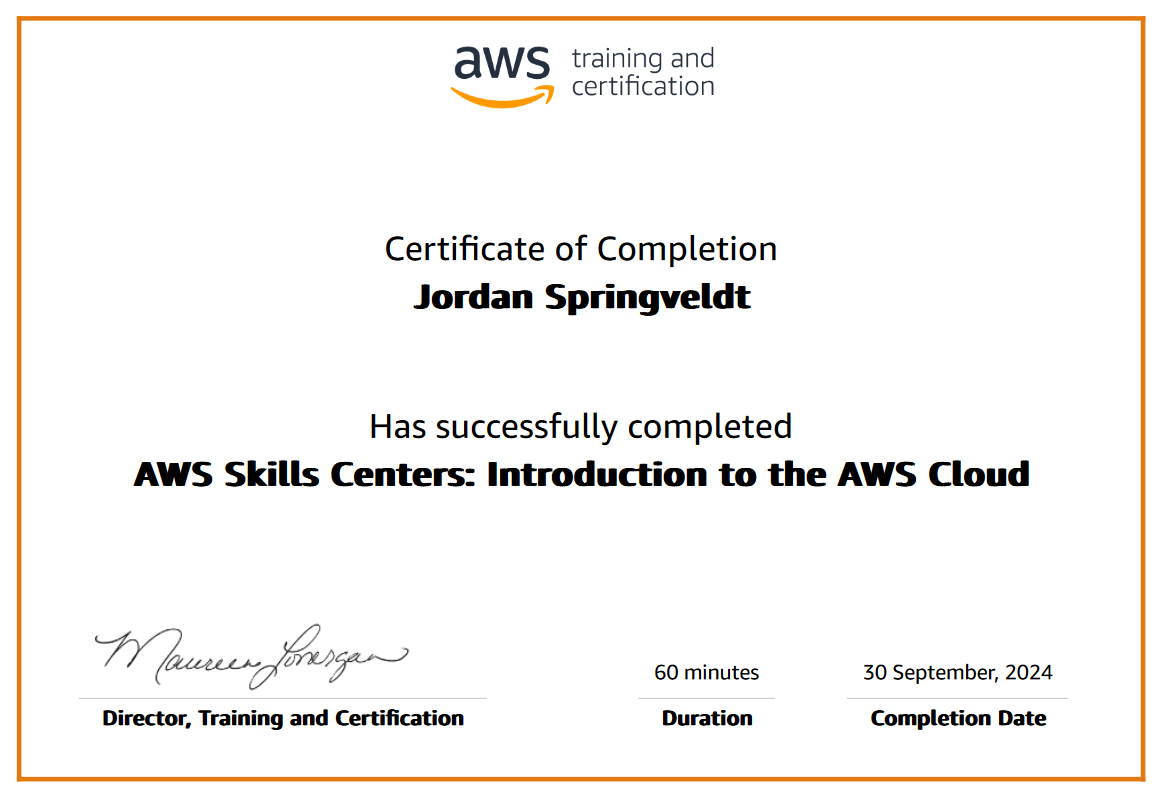 aws training and
certification
Certificate of Completion
Jordan Springveldt
Has successfully completed
AWS Skills Centers: Introduction to the AWS Cloud
Maureen Lonergan
60 minutes
30 September, 2024
Director, Training and Certification
Duration
Completion Date